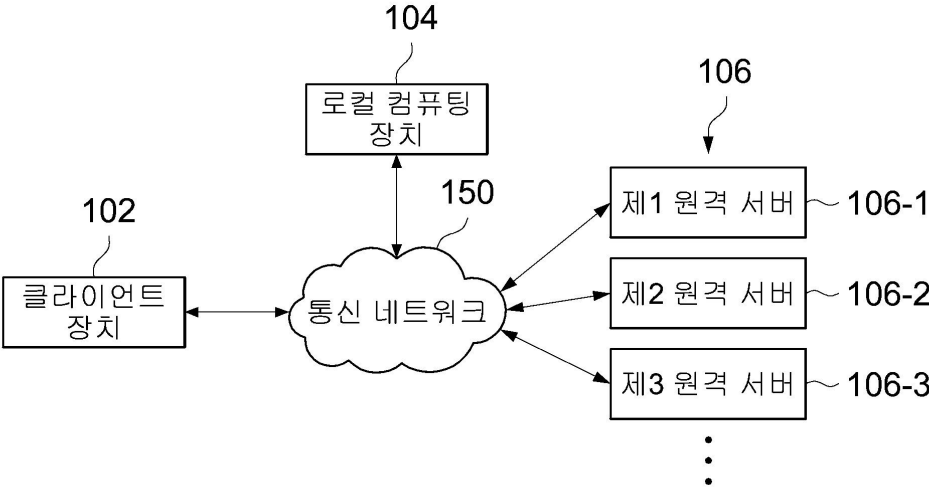 104
로컬 컴퓨팅
장치
106
102
150
제1 원격 서버
106-1
클라이언트
장치
통신 네트워크
제2 원격 서버
106-2
제3 원격 서버
106-3